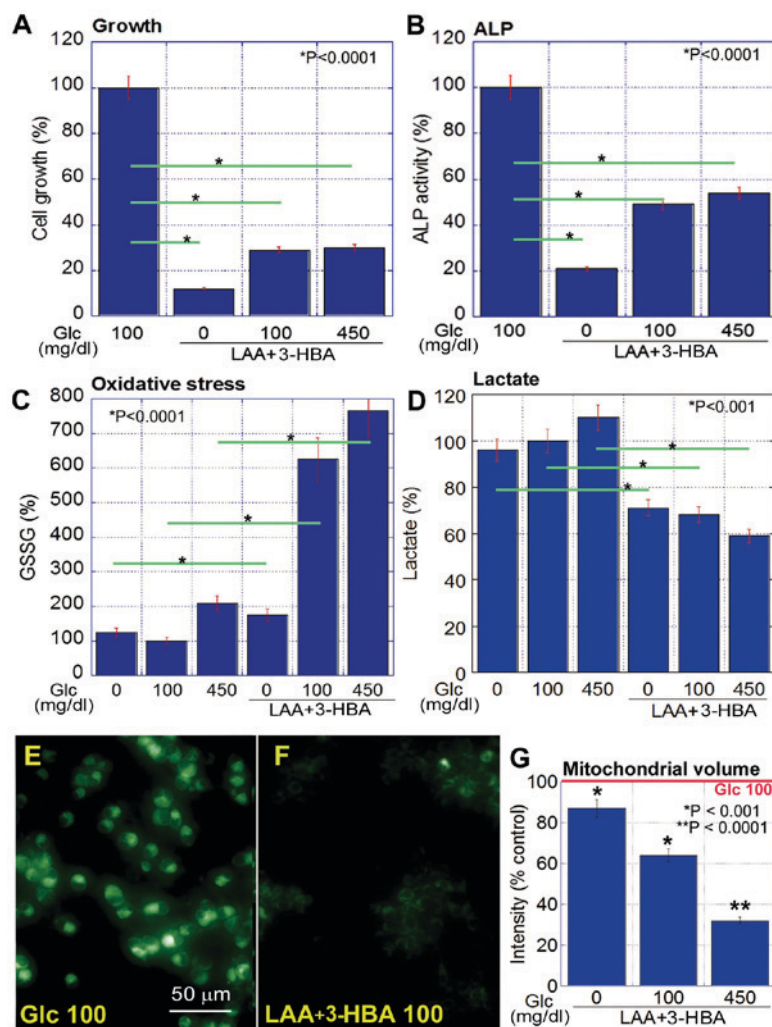 A Growth
*P<0.0001
Cell growth (%)
120
100
80
60
40
20
0
*
*
*
Glc 100 0 100 450
(mg/dl) LAA+3-HBA
B ALP
*P<0.0001
ALP activity (%)
120
100
80
60
40
20
0
*
*
*
Glc 100 0 100 450
(mg/dl) LAA+3-HBA
C Oxidative stress
*P<0.0001
GSSG (%)
800
700
600
500
400
300
200
100
0
*
*
*
Glc 0 100 450 0 100 450
(mg/dl) LAA+3-HBA
D Lactate
*P<0.001
Lactate (%)
120
100
80
60
40
20
0
*
*
*
Glc 0 100 450 0 100 450
(mg/dl) LAA+3-HBA
E
Glc 100
50 μm
F
LAA+3-HBA 100
G Mitochondrial volume
Glc 100
*P < 0.001
**P < 0.0001
Intensity (% control)
100
80
60
40
20
0
*
*
**
Glc 0 100 450
(mg/dl) LAA+3-HBA